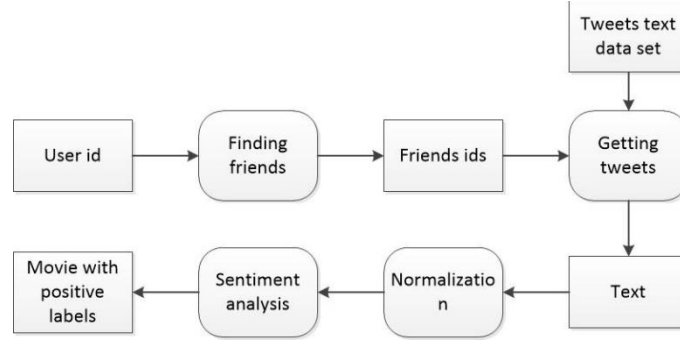 Tweets text
data set
User id
Finding
friends
Friends ids
Getting
tweets
Movie with
positive
labels
Sentiment
analysis
Normalizatio
n
Text